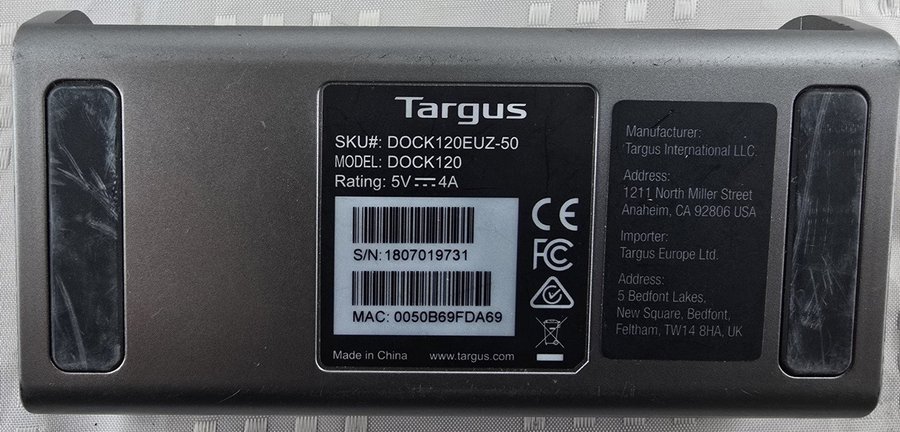 Targus
SKU#: DOCK120EUZ-50
MODEL: DOCK120
Rating: 5V⎓4A
S/N: 1807019731
MAC: 0050B69FDA69
CE
FC
Made in China www.targus.com
Manufacturer:
Targus International LLC.
Address:
1211 North Miller Street
Anaheim, CA 92806 USA
Importer:
Targus Europe Ltd.
Address:
5 Bedfont Lakes,
New Square, Bedfont,
Feltham, TW14 8HA, UK